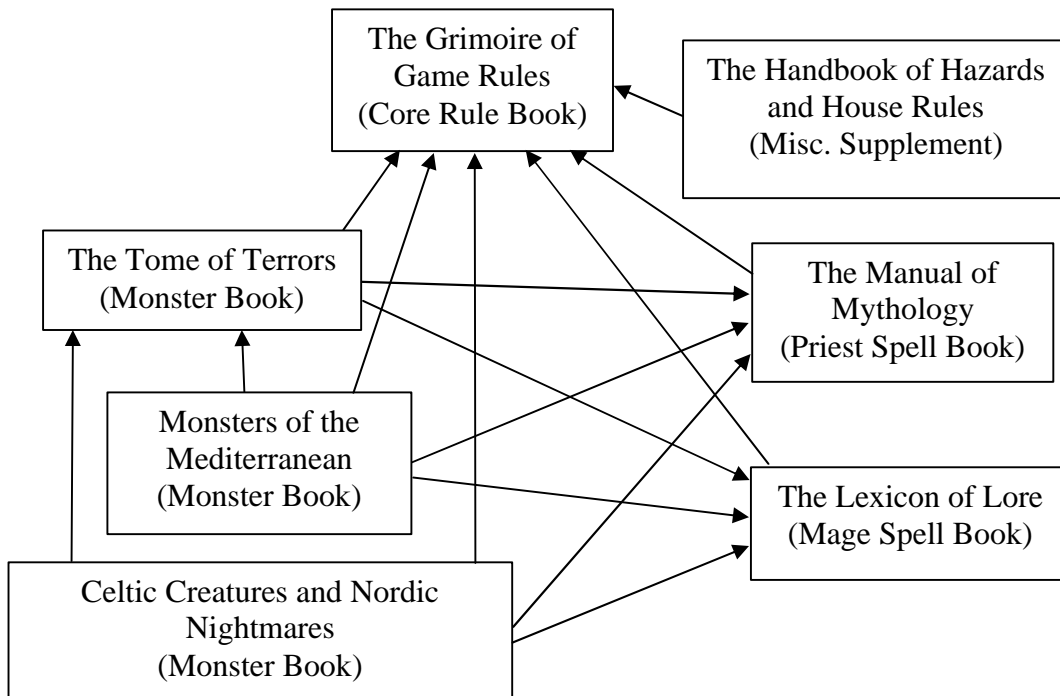 The Grimoire of
Game Rules
(Core Rule Book)
The Handbook of Hazards
and House Rules
(Misc. Supplement)
The Tome of Terrors
(Monster Book)
The Manual of
Mythology
(Priest Spell Book)
Monsters of the
Mediterranean
(Monster Book)
The Lexicon of Lore
(Mage Spell Book)
Celtic Creatures and Nordic
Nightmares
(Monster Book)